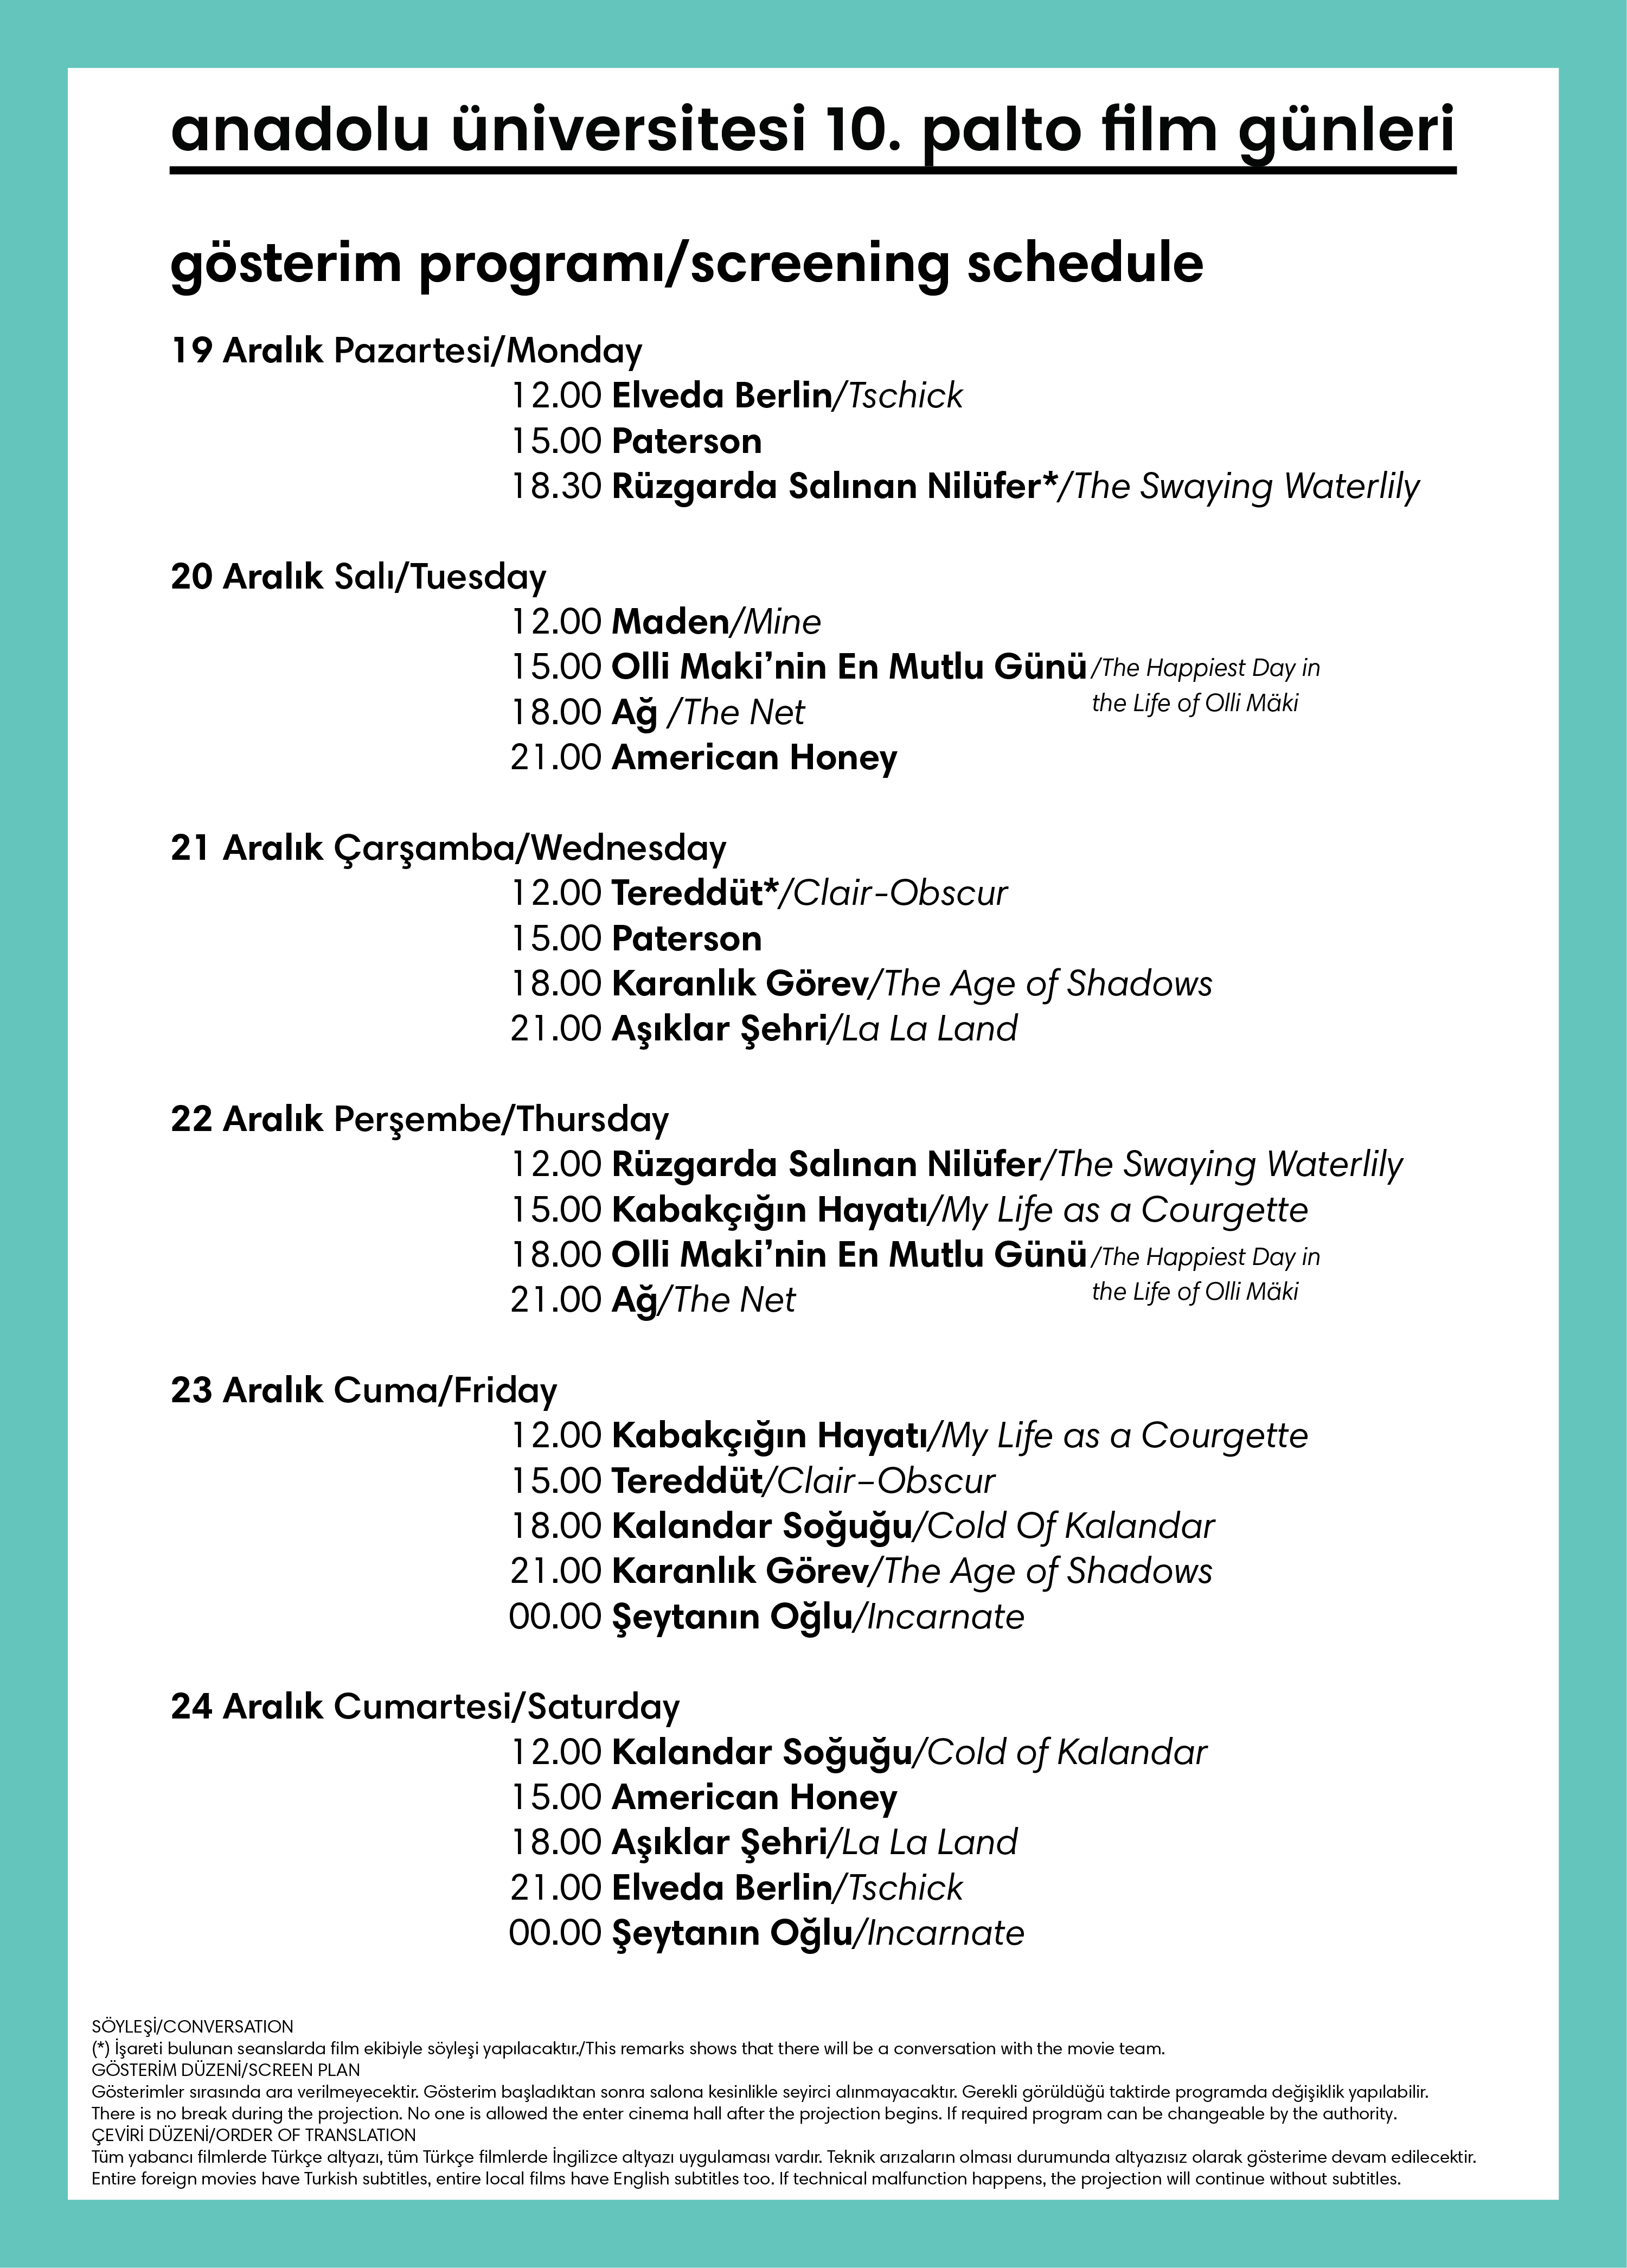 anadolu üniversitesi 10. palto film günleri
gösterim programı/screening schedule
19 Aralık Pazartesi/Monday
12.00 Elveda Berlin/Tschick
15.00 Paterson
18.30 Rüzgarda Salınan Nilüfer*/The Swaying Waterlily
20 Aralık Salı/Tuesday
12.00 Maden/Mine
15.00 Olli Maki’nin En Mutlu Günü/The Happiest Day in
the Life of Olli Mäki
18.00 Ağ /The Net
21.00 American Honey
21 Aralık Çarşamba/Wednesday
12.00 Tereddüt*/Clair-Obscur
15.00 Paterson
18.00 Karanlık Görev/The Age of Shadows
21.00 Aşıklar Şehri/La La Land
22 Aralık Perşembe/Thursday
12.00 Rüzgarda Salınan Nilüfer/The Swaying Waterlily
15.00 Kabakçığın Hayatı/My Life as a Courgette
18.00 Olli Maki’nin En Mutlu Günü/The Happiest Day in
the Life of Olli Mäki
21.00 Ağ/The Net
23 Aralık Cuma/Friday
12.00 Kabakçığın Hayatı/My Life as a Courgette
15.00 Tereddüt/Clair–Obscur
18.00 Kalandar Soğuğu/Cold Of Kalandar
21.00 Karanlık Görev/The Age of Shadows
00.00 Şeytanın Oğlu/Incarnate
24 Aralık Cumartesi/Saturday
12.00 Kalandar Soğuğu/Cold of Kalandar
15.00 American Honey
18.00 Aşıklar Şehri/La La Land
21.00 Elveda Berlin/Tschick
00.00 Şeytanın Oğlu/Incarnate
SÖYLEŞİ/CONVERSATION
(*) İşareti bulunan seanslarda film ekibiyle söyleşi yapılacaktır./This remarks shows that there will be a conversation with the movie team.
GÖSTERİM DÜZENİ/SCREEN PLAN
Gösterimler sırasında ara verilmeyecektir. Gösterim başladıktan sonra salona kesinlikle seyirci alınmayacaktır. Gerekli görüldüğü taktirde programda değişiklik yapılabilir.
There is no break during the projection. No one is allowed the enter cinema hall after the projection begins. If required program can be changeable by the authority.
ÇEVİRİ DÜZENİ/ORDER OF TRANSLATION
Tüm yabancı filmlerde Türkçe altyazı, tüm Türkçe filmlerde İngilizce altyazı uygulaması vardır. Teknik arızaların olması durumunda altyazısız olarak gösterime devam edilecektir.
Entire foreign movies have Turkish subtitles, entire local films have English subtitles too. If technical malfunction happens, the projection will continue without subtitles.